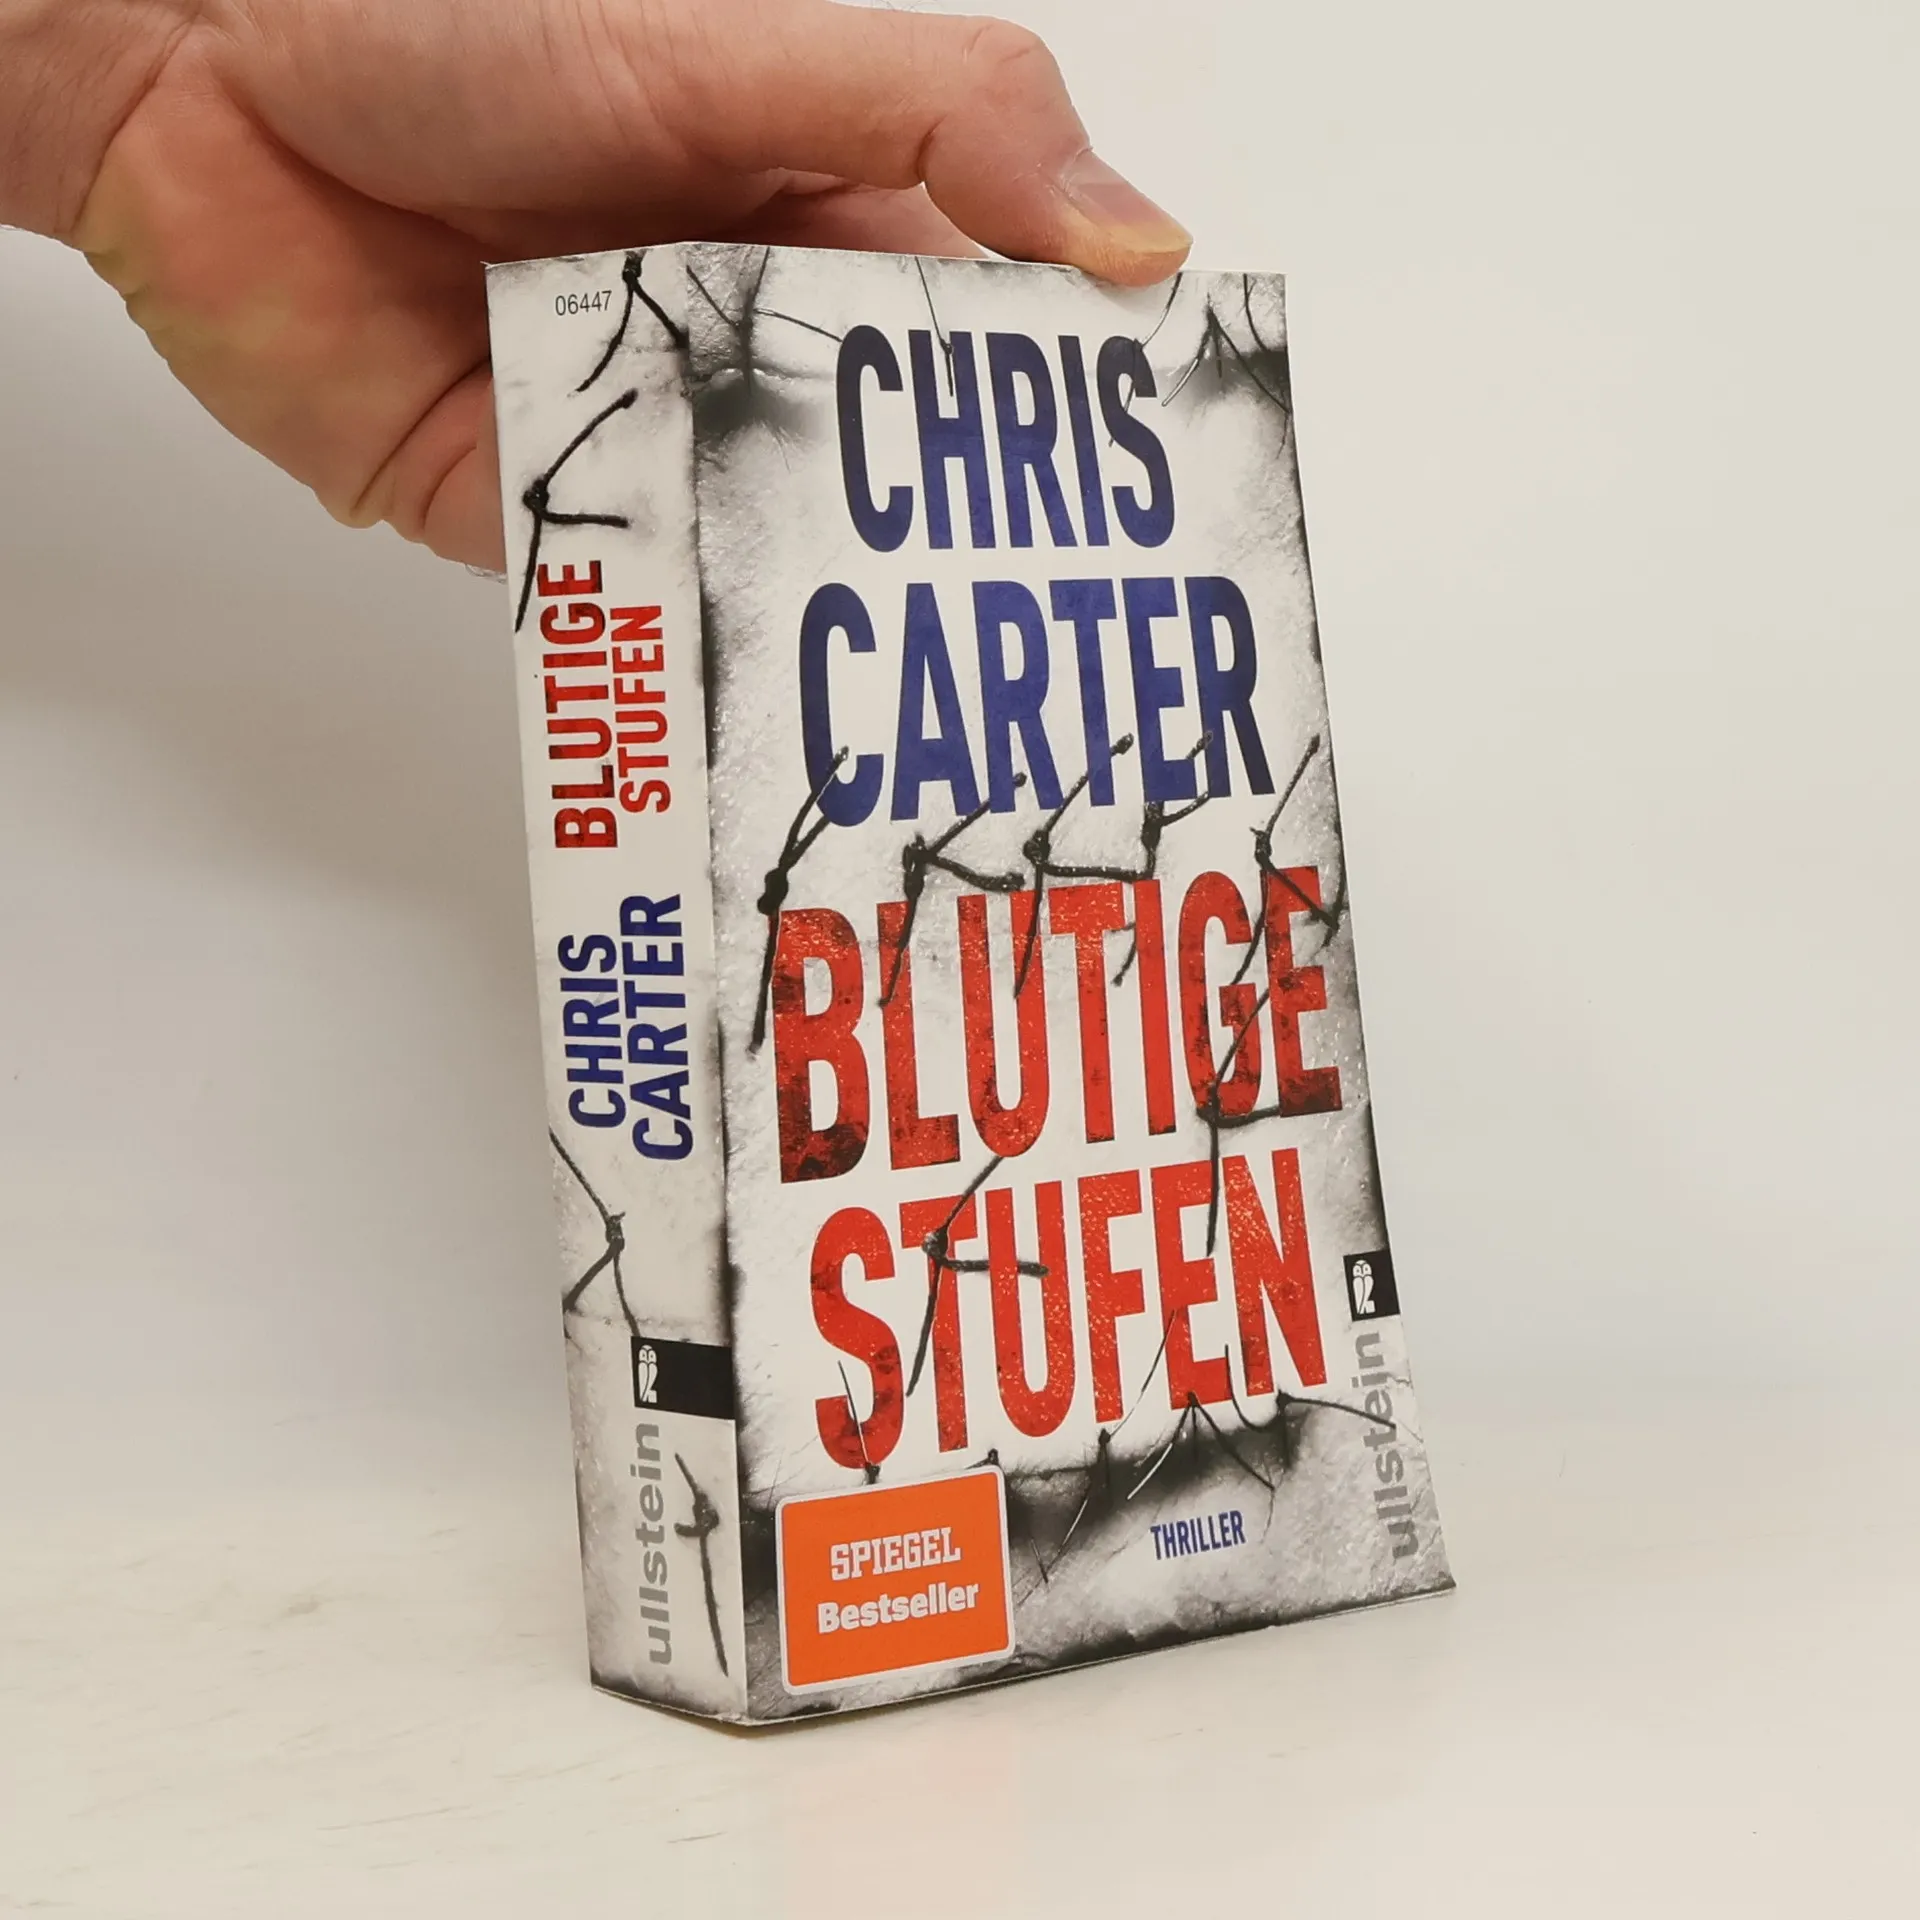 06447
BLUTIGE
STUFEN
CHRIS
CARTER
ullstein
CHRIS
CARTER
BLUTIGE
STUFEN
THRILLER
SPIEGEL
Bestseller
ullstein